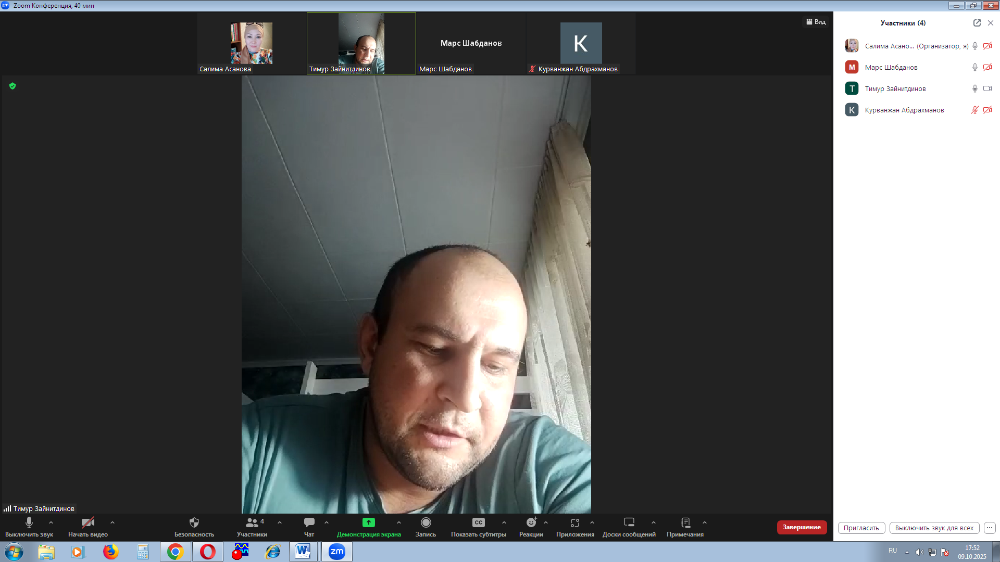 Zoom Конференция, 40 мин
Вид
Марс Шабданов
K
Салима Асанова
Тимур Зайнитдинов
Марс Шабданов
Курванжан Абдрахманов
Участники (4)
Салима Асано... (Организатор, я)
М Марс Шабданов
Т Тимур Зайнитдинов
K Курванжан Абдрахманов
Тимур Зайнитдинов
4
CC
Выключить звук
Начать видео
Безопасность
Участники
Чат
Демонстрация экрана
Запись
Показать субтитры
Реакции
Приложения
Доски сообщений
Примечания
Завершение
Пригласить
Выключить звук для всех
zm
RU
17:52
09.10.2025